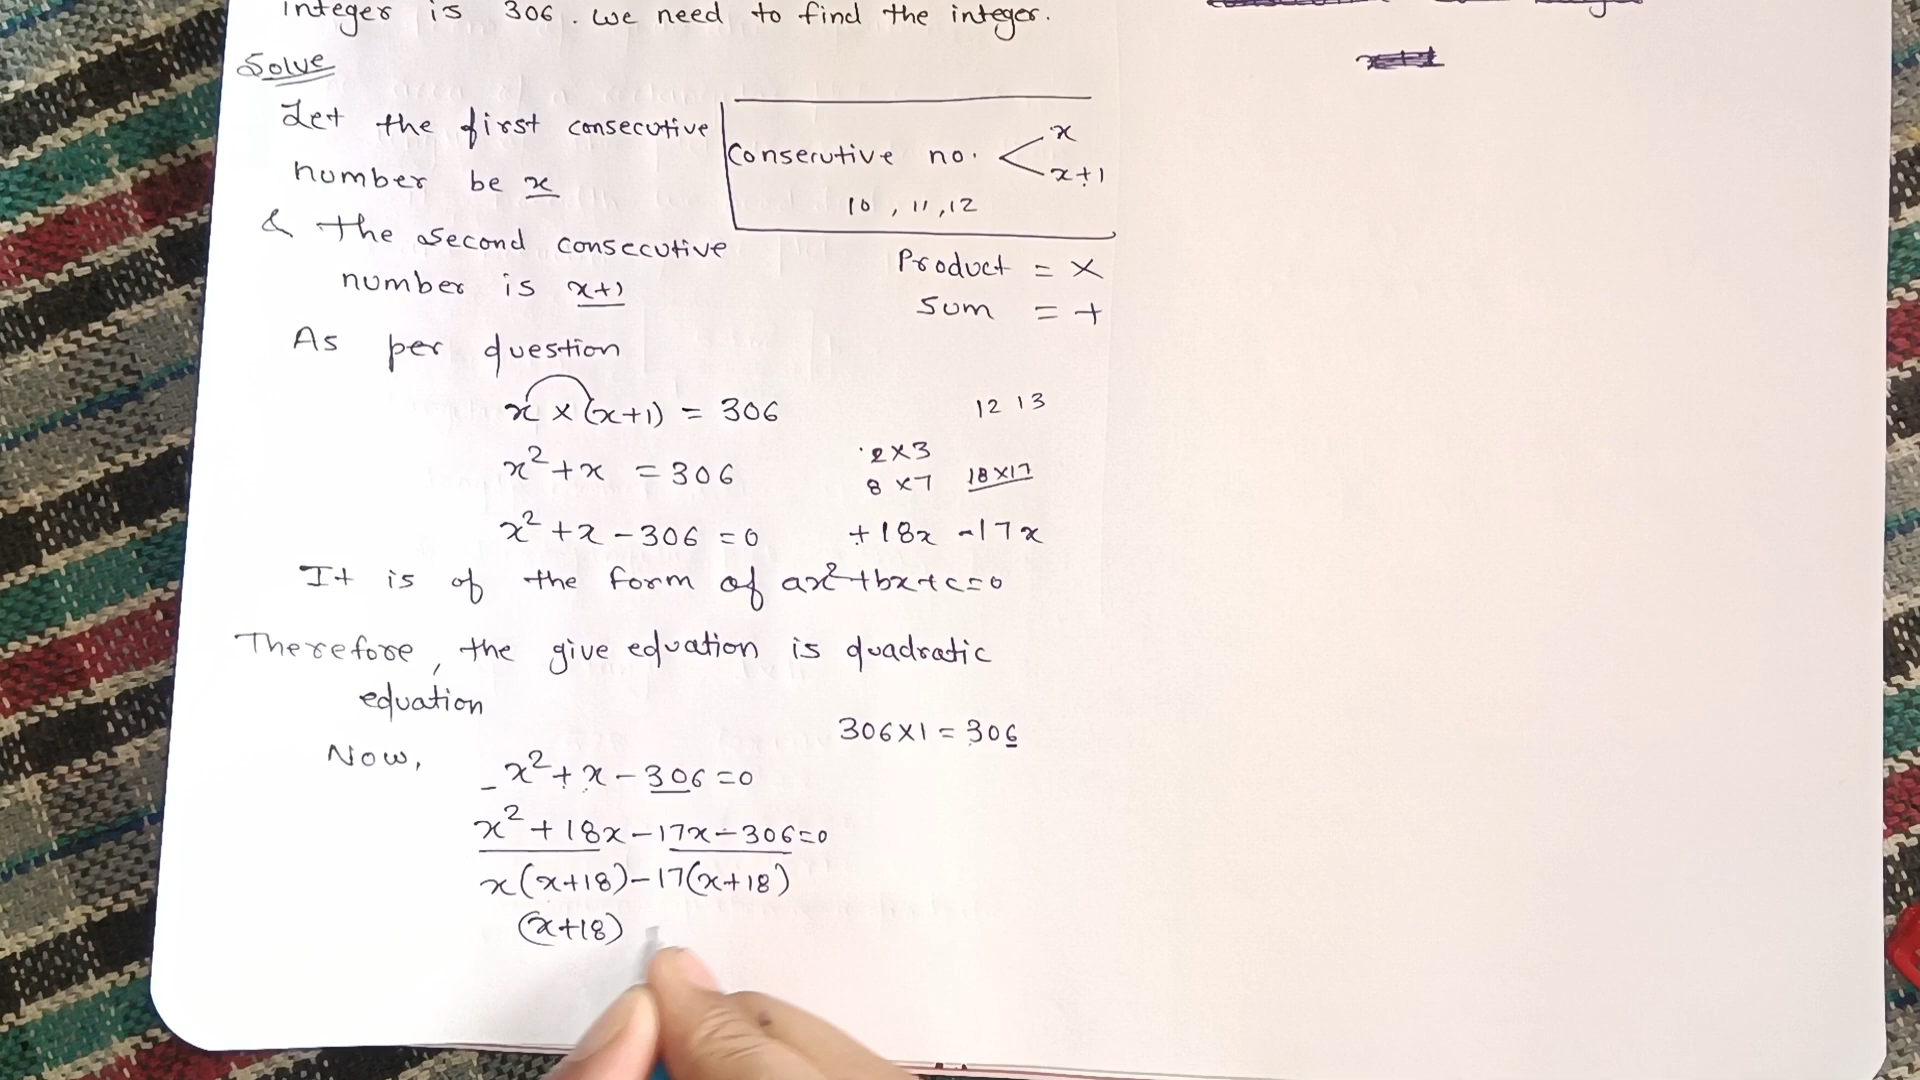 integer is 306. we need to find the integer.
Solve
Let the first consecutive
number be x
& the second consecutive
number is x+1
Consecutive no. < x
x+1
10, 11, 12
Product = ×
Sum = +
As per question
x × (x+1) = 306
x² + x = 306
x² + x - 306 = 0
12 13
2×3
8×7 18×17
+18x -17x
It is of the form of ax²+bx+c=0
Therefore, the give equation is quadratic
equation
306×1 = 306
Now, x² + x - 306 = 0
x² + 18x - 17x - 306 = 0
x(x+18) - 17(x+18)
(x+18)